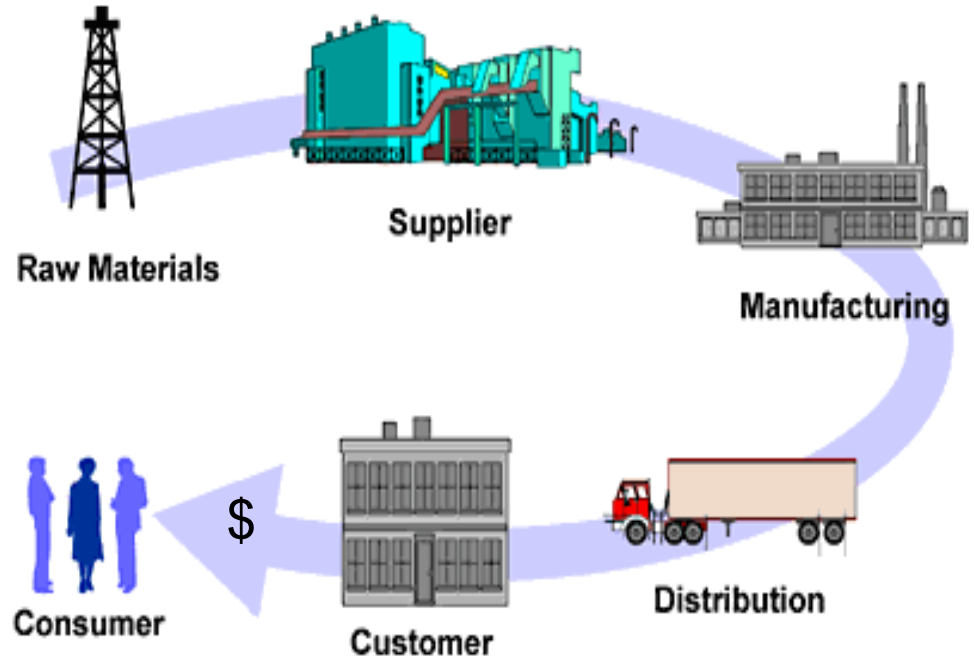 Raw Materials
Supplier
Manufacturing
Distribution
Customer
$
Consumer